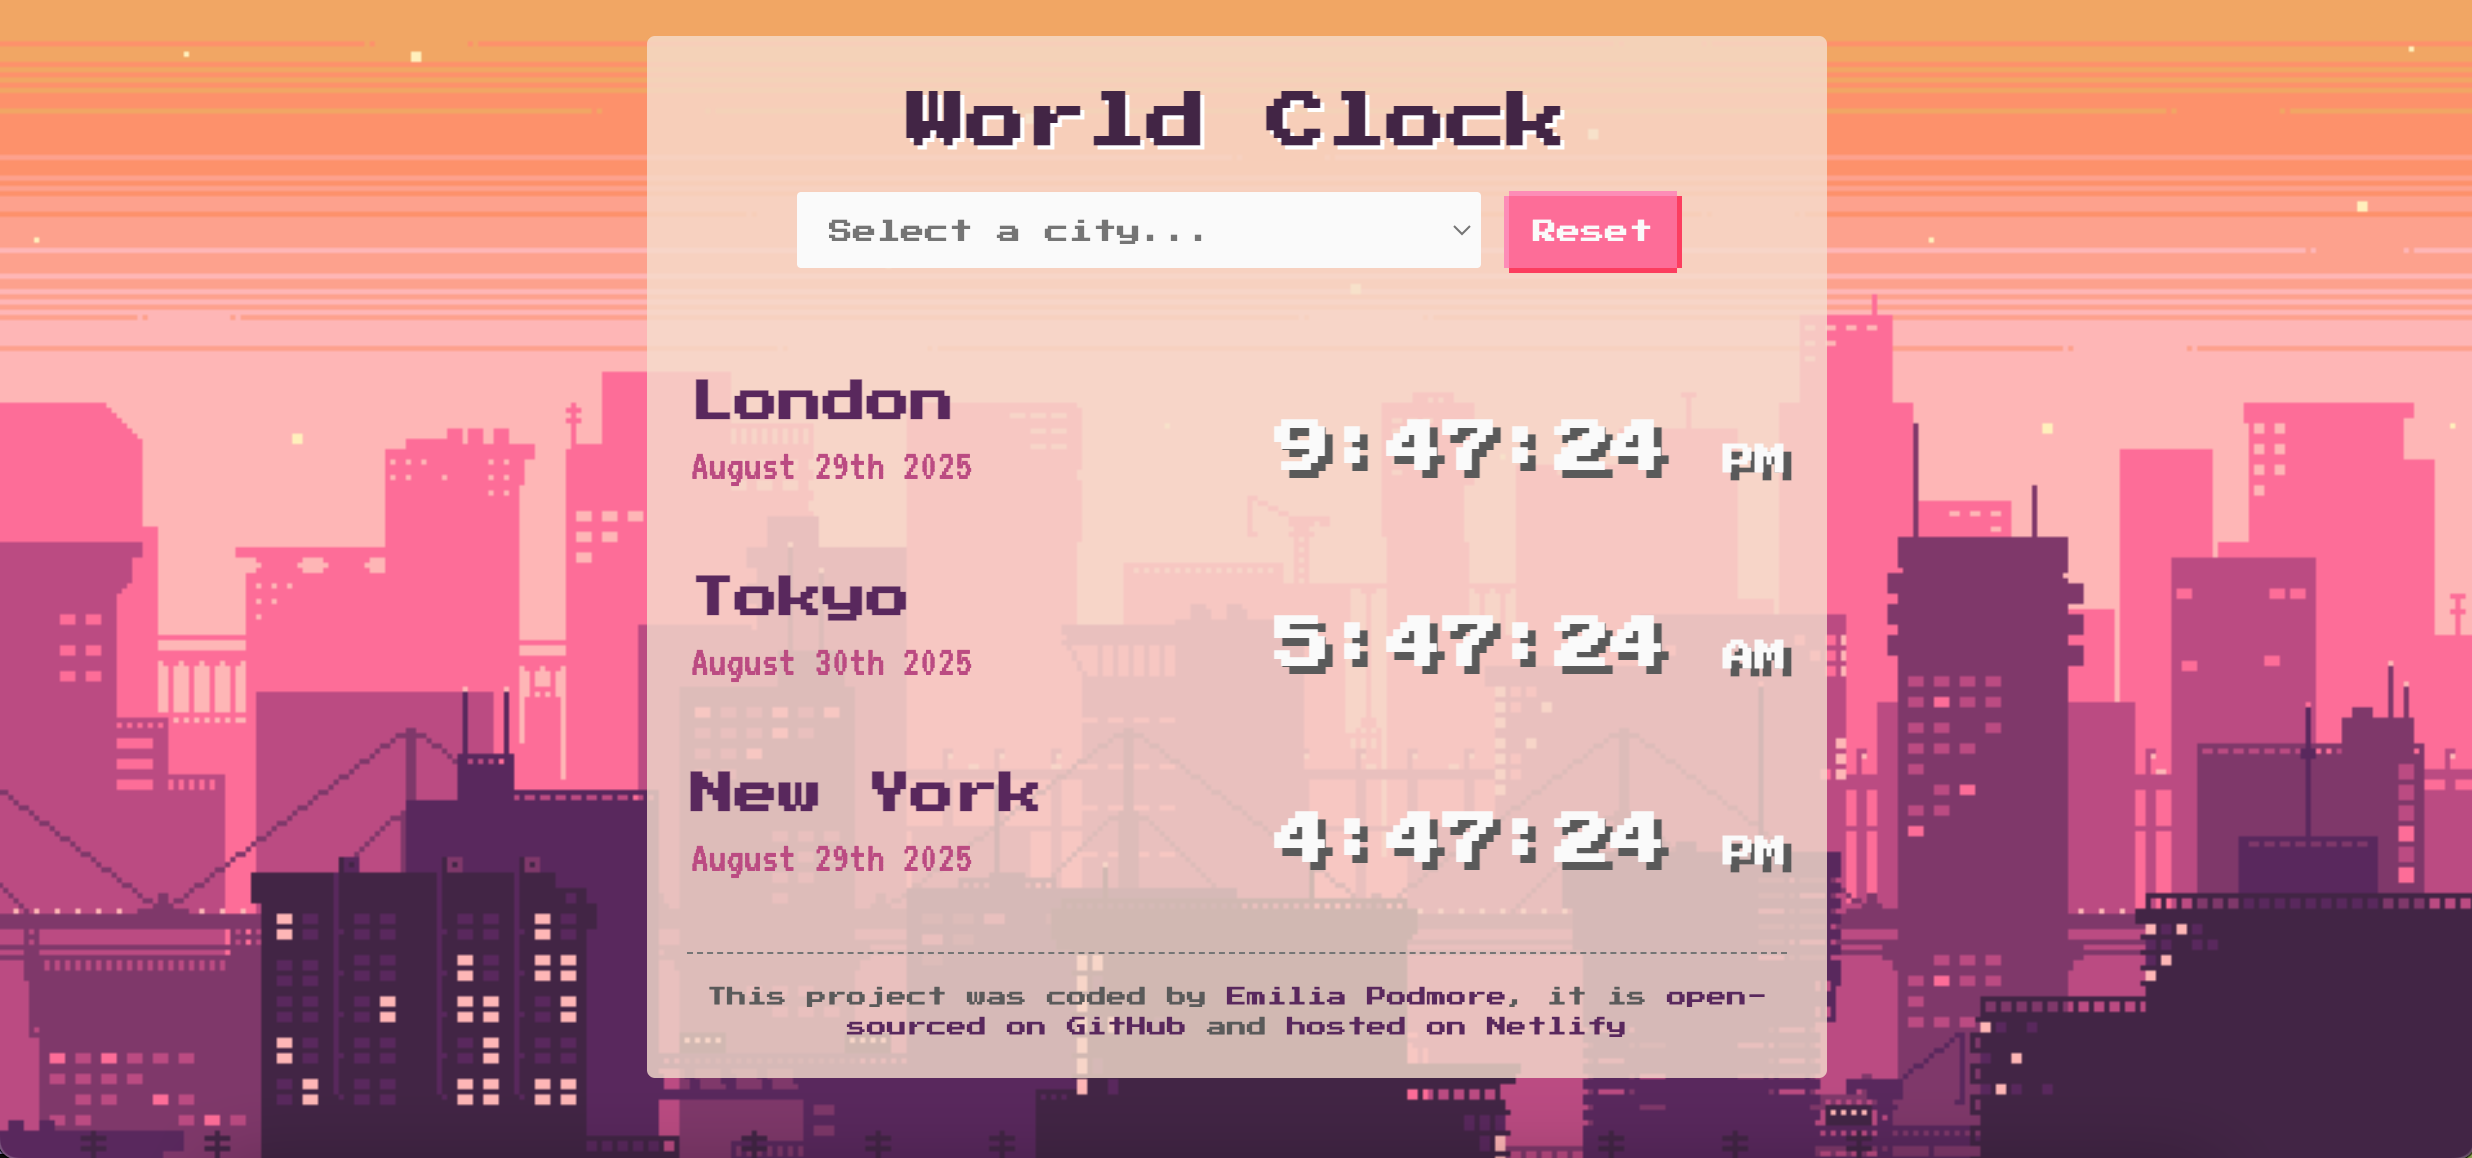 World Clock
Select a city...
Reset
London
August 29th 2025
9:47:24 PM
Tokyo
August 30th 2025
5:47:24 AM
New York
August 29th 2025
4:47:24 PM
This project was coded by Emilia Podmore, it is open-
sourced on GitHub and hosted on Netlify